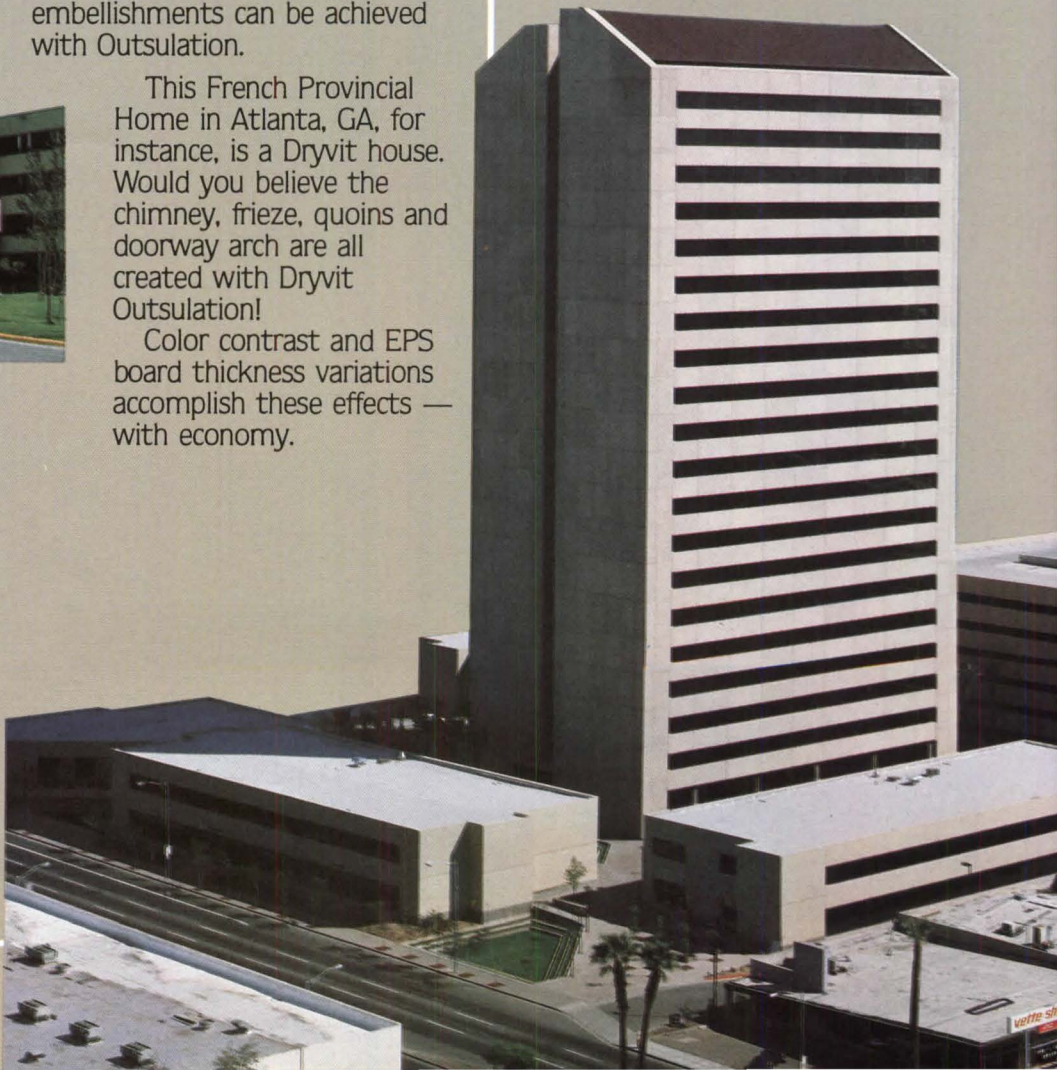 embellishments can be achieved
with Outsulation.
This French Provincial
Home in Atlanta, GA, for
instance, is a Dryvit house.
Would you believe the
chimney, frieze, quoins and
doorway arch are all
created with Dryvit
Outsulation!
Color contrast and EPS
board thickness variations
accomplish these effects —
with economy.
vette sh